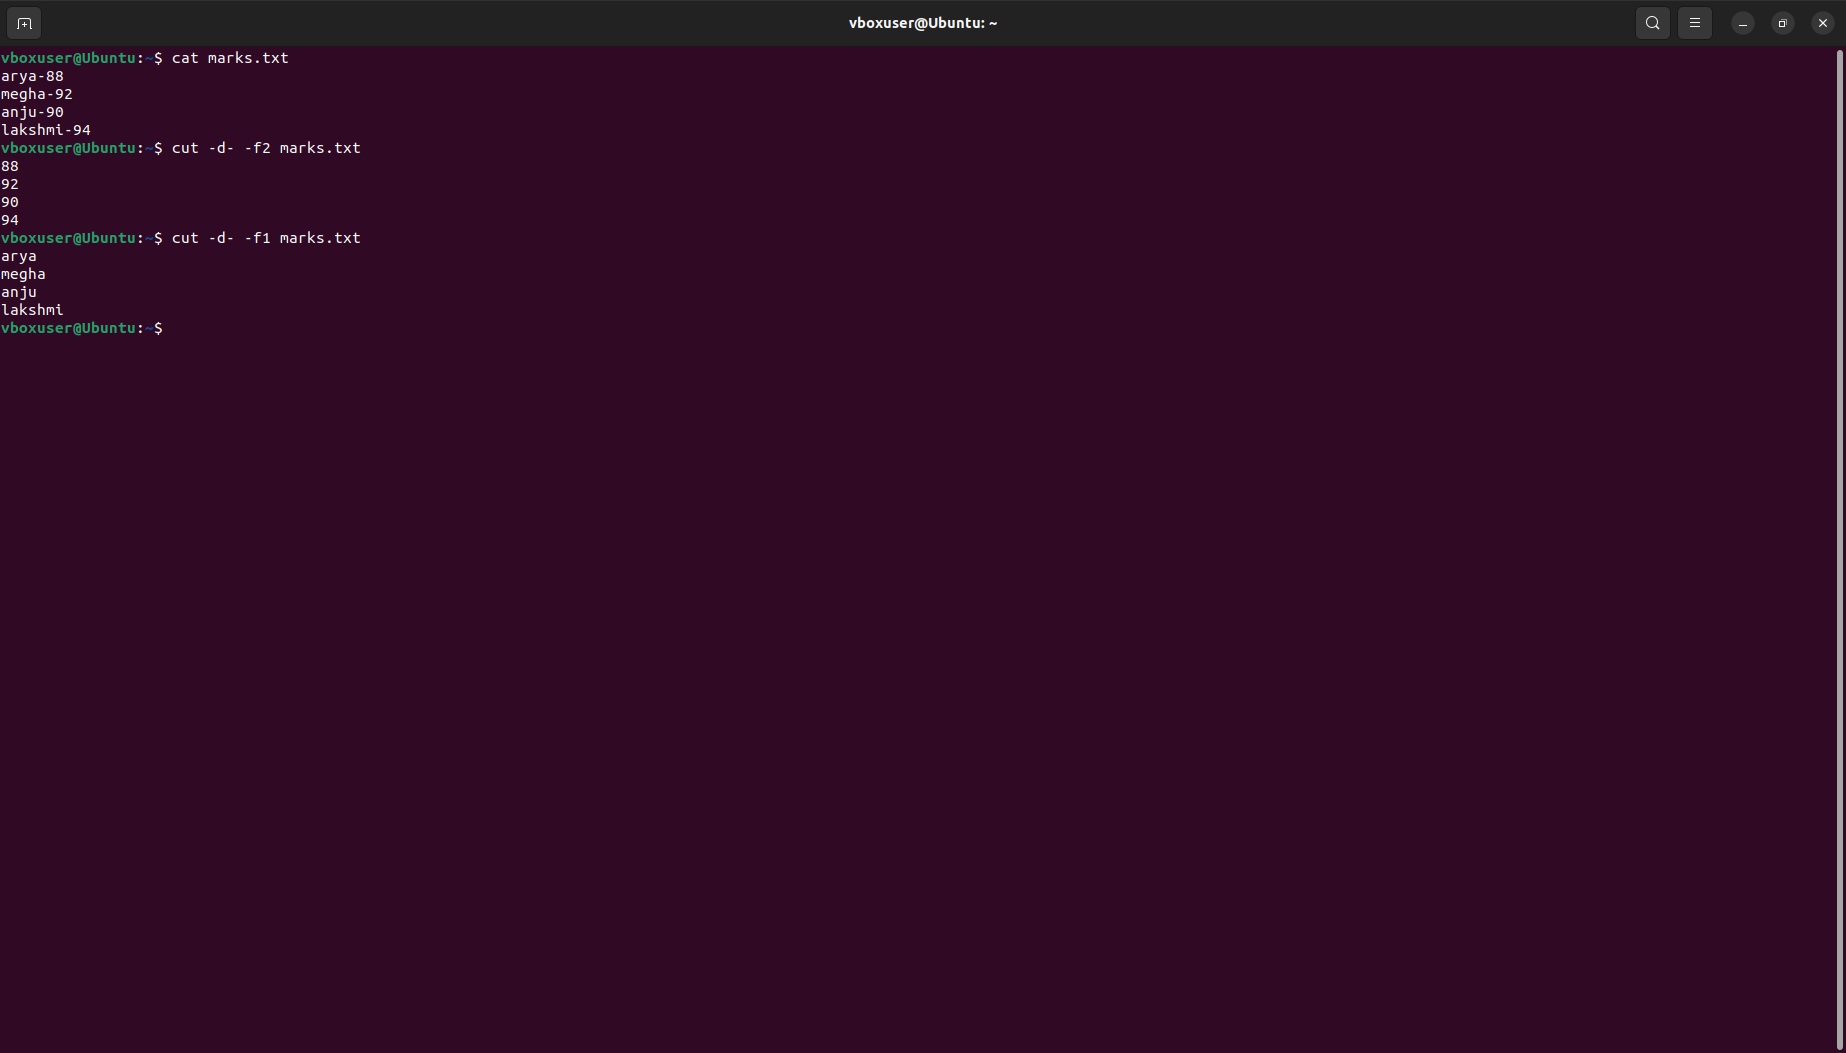 vboxuser@Ubuntu: ~
vboxuser@Ubuntu:~$ cat marks.txt
arya-88
megha-92
anju-90
lakshmi-94
vboxuser@Ubuntu:~$ cut -d- -f2 marks.txt
88
92
90
94
vboxuser@Ubuntu:~$ cut -d- -f1 marks.txt
arya
megha
anju
lakshmi
vboxuser@Ubuntu:~$